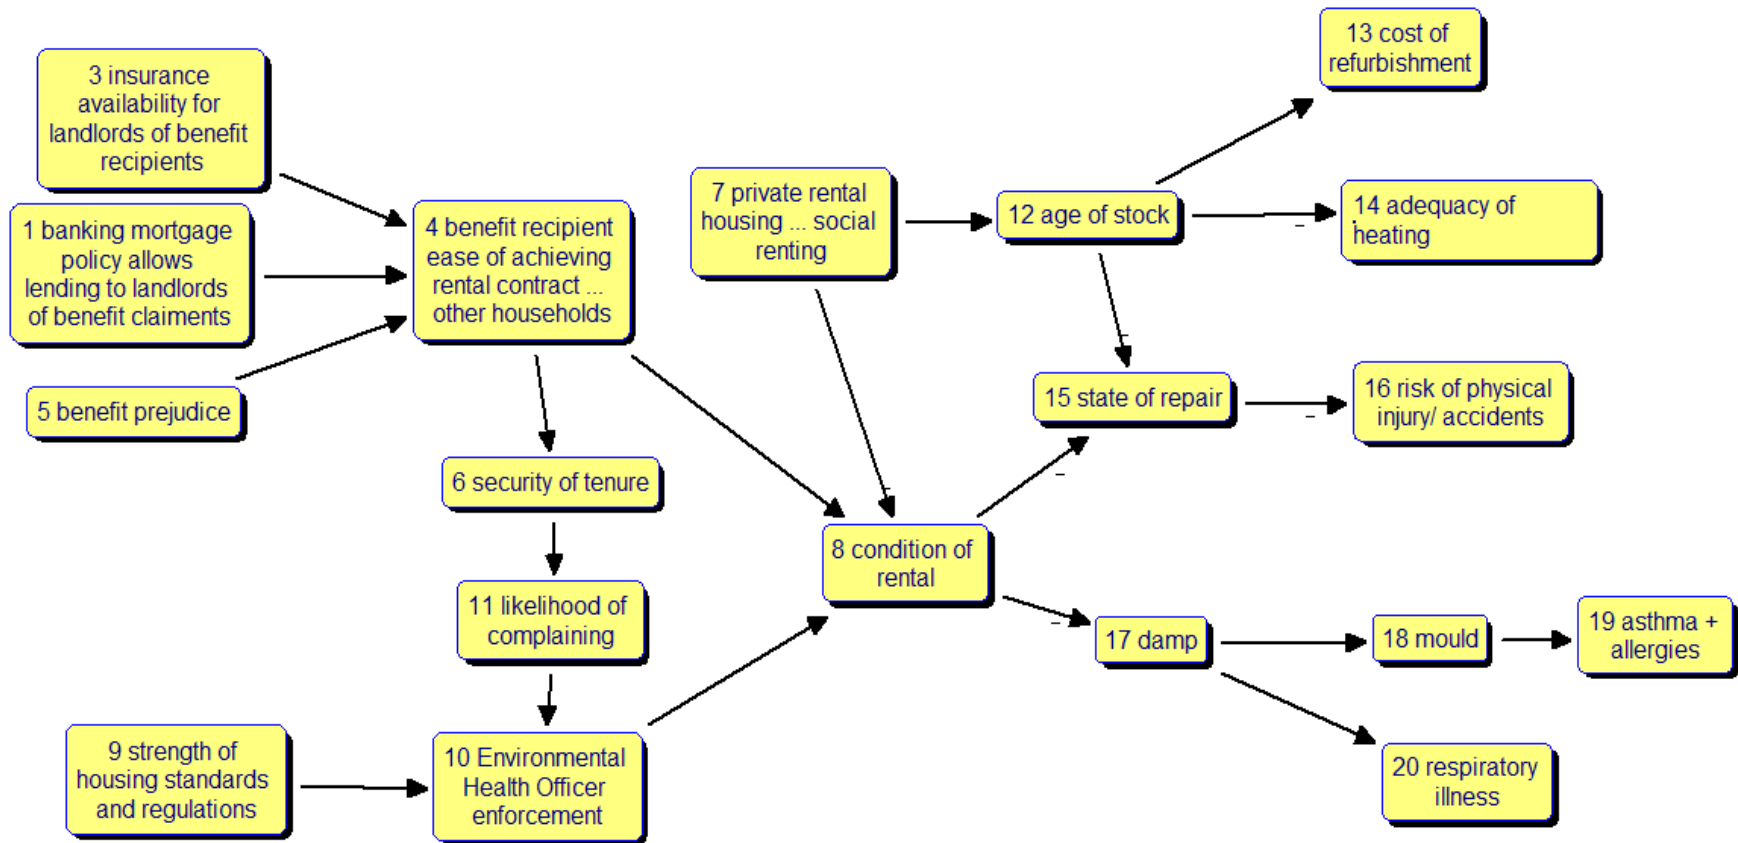 3 insurance
availability for
landlords of benefit
recipients
1 banking mortgage
policy allows
lending to landlords
of benefit claiments
5 benefit prejudice
4 benefit recipient
ease of achieving
rental contract ...
other households
6 security of tenure
11 likelihood of
complaining
9 strength of
housing standards
and regulations
10 Environmental
Health Officer
enforcement
7 private rental
housing ... social
renting
8 condition of
rental
12 age of stock
13 cost of
refurbishment
14 adequacy of
heating
15 state of repair
16 risk of physical
injury/ accidents
17 damp
18 mould
19 asthma +
allergies
20 respiratory
illness
–
–
–
–
–
–